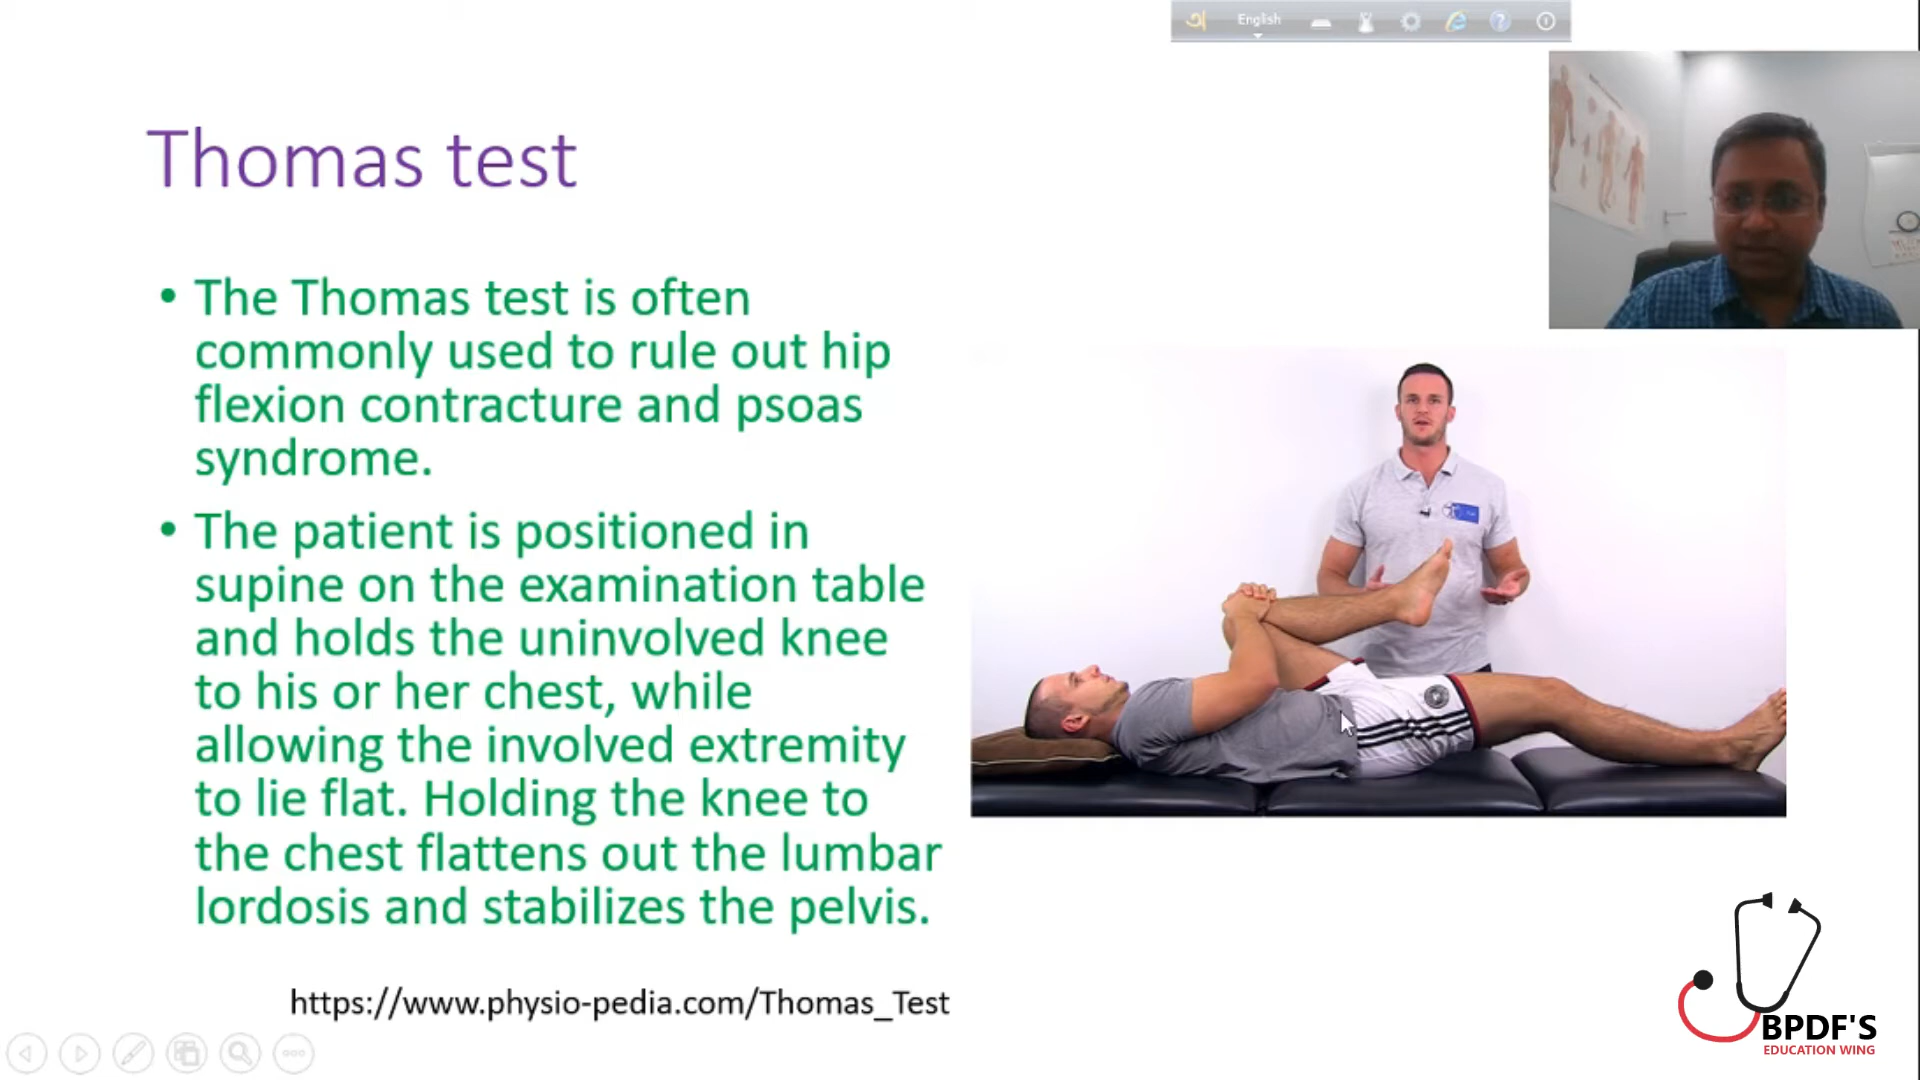 অ English
Thomas test
• The Thomas test is often
commonly used to rule out hip
flexion contracture and psoas
syndrome.
• The patient is positioned in
supine on the examination table
and holds the uninvolved knee
to his or her chest, while
allowing the involved extremity
to lie flat. Holding the knee to
the chest flattens out the lumbar
lordosis and stabilizes the pelvis.
https://www.physio-pedia.com/Thomas_Test
BPDF'S
EDUCATION WING